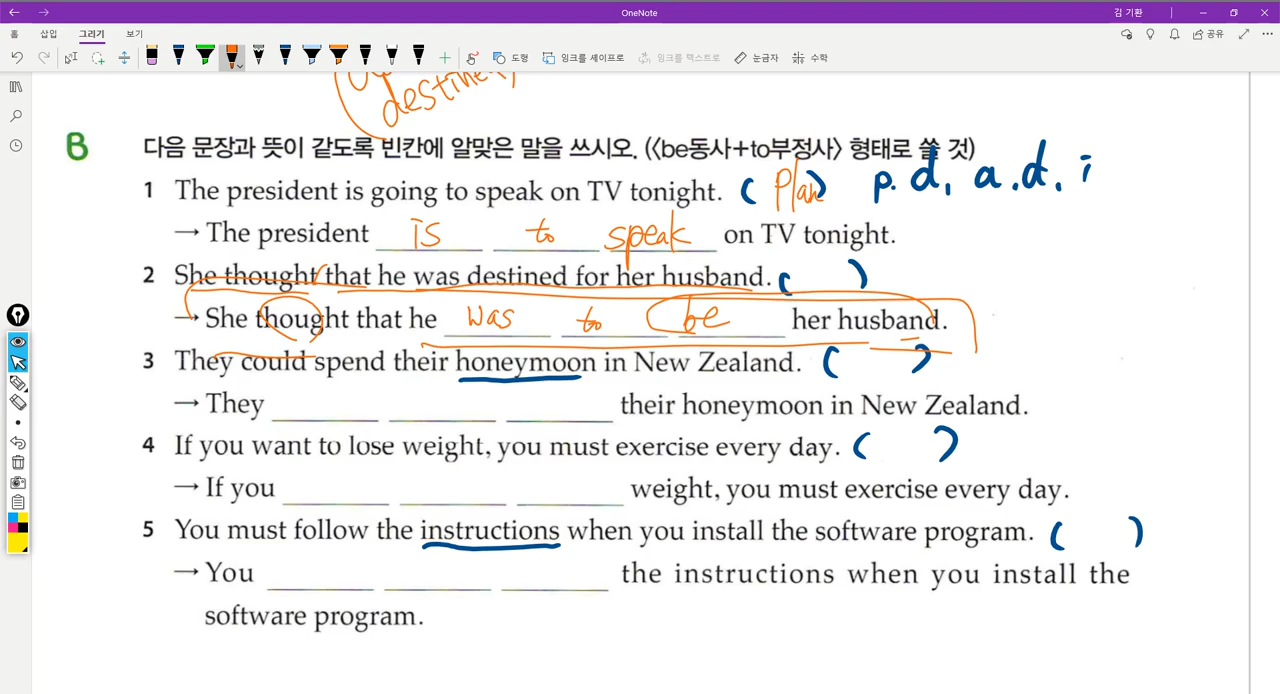 OneNote
김 기환
홈 삽입 그리기 보기
도형 잉크를 셰이프로 잉크를 텍스트로 눈금자 수학 공유
destined
B 다음 문장과 뜻이 같도록 빈칸에 알맞은 말을 쓰시오. (<be동사+to부정사> 형태로 쓸 것)
1 The president is going to speak on TV tonight. ( plan ) p. d, a. d. i
→ The president is to speak on TV tonight.
2 She thought that he was destined for her husband. ( )
→ She thought that he was to be her husband.
3 They could spend their honeymoon in New Zealand. ( )
→ They ______ ______ ______ their honeymoon in New Zealand.
4 If you want to lose weight, you must exercise every day. ( )
→ If you ______ ______ ______ weight, you must exercise every day.
5 You must follow the instructions when you install the software program. ( )
→ You ______ ______ ______ the instructions when you install the
software program.